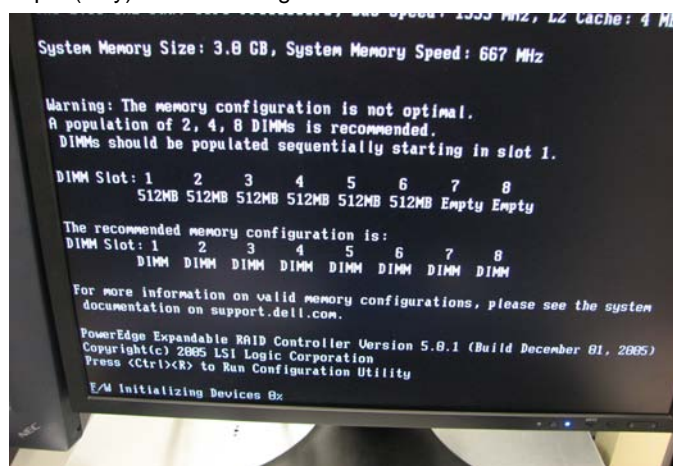 System Memory Size: 3.0 GB, System Memory Speed: 667 MHz
Warning: The memory configuration is not optimal.
A population of 2, 4, 8 DIMMs is recommended.
DIMMs should be populated sequentially starting in slot 1.
DIMM Slot: 1 2 3 4 5 6 7 8
512MB 512MB 512MB 512MB 512MB 512MB Empty Empty
The recommended memory configuration is:
DIMM Slot: 1 2 3 4 5 6 7 8
DIMM DIMM DIMM DIMM DIMM DIMM DIMM DIMM
For more information on valid memory configurations, please see the system
documentation on support.dell.com.
PowerEdge Expandable RAID Controller Version 5.0.1 (Build December 01, 2005)
Copyright(c) 2005 LSI Logic Corporation
Press <Ctrl><R> to Run Configuration Utility
F/W Initializing Devices 0%
NEC